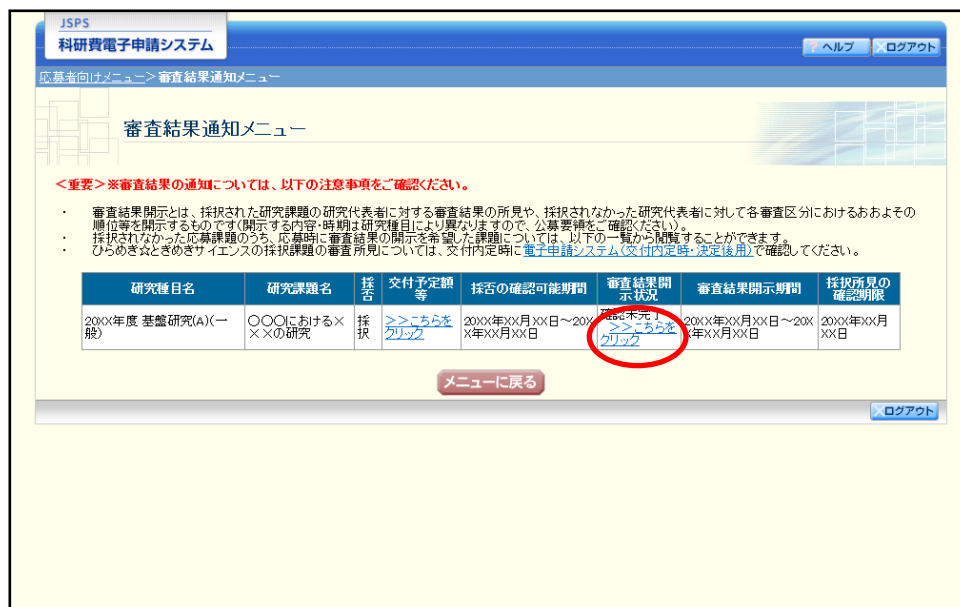 JSPS
科研費電子申請システム
ヘルプ
ログアウト
応募者向けメニュー>審査結果通知メニュー
審査結果通知メニュー
<重要>※審査結果の通知については、以下の注意事項をご確認ください。
・ 審査結果開示とは、採択された研究課題の研究代表者に対する審査結果の所見や、採択されなかった研究代表者に対して各審査区分におけるおおよその
順位等を開示するものです(開示する内容・時期は研究種目により異なりますので、公募要領をご確認ください)。
・ 採択されなかった応募課題のうち、応募時に審査結果の開示を希望した課題については、以下の一覧から閲覧することができます。
・ ひらめき☆ときめきサイエンスの採択課題の審査所見については、交付内定時に電子申請システム(交付内定時・決定後用)で確認してください。
研究種目名 研究課題名 採否 交付予定額等 採否の確認可能期間 審査結果開示状況 審査結果開示期間 採択所見の確認期限
20XX年度 基盤研究(A)(一般) 〇〇〇における××の研究 採択 >>こちらをクリック 20XX年XX月XX日~20XX年XX月XX日 確認未完了 >>こちらをクリック 20XX年XX月XX日~20XX年XX月XX日 20XX年XX月XX日
メニューに戻る
ログアウト